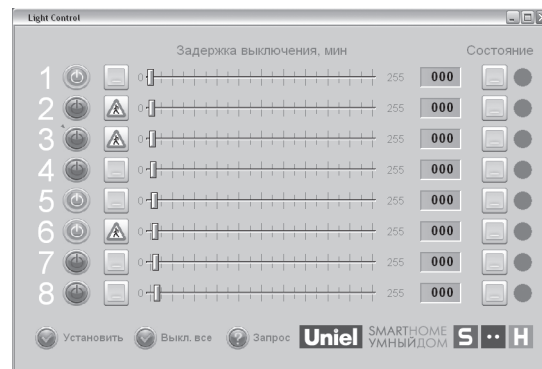 Light Control
Задержка выключения, мин Состояние
1 0 255 000
2 0 255 000
3 0 255 000
4 0 255 000
5 0 255 000
6 0 255 000
7 0 255 000
8 0 255 000
Установить Выкл. все ? Запрос Uniel SMARTHOME S H
УМНЫЙДОМ